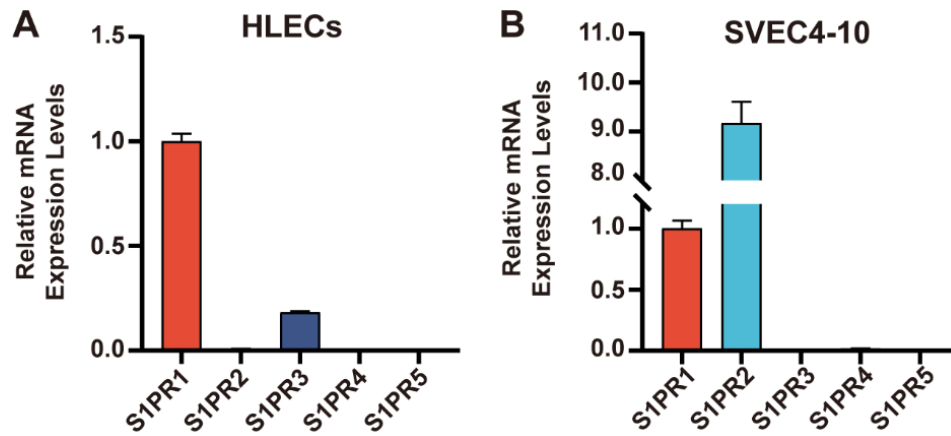 A
HLECs
Relative mRNA
Expression Levels
1.5
1.0
0.5
0.0
S1PR1
S1PR2
S1PR3
S1PR4
S1PR5
B
SVEC4-10
Relative mRNA
Expression Levels
11.0
10.0
9.0
8.0
1.0
0.5
0.0
S1PR1
S1PR2
S1PR3
S1PR4
S1PR5